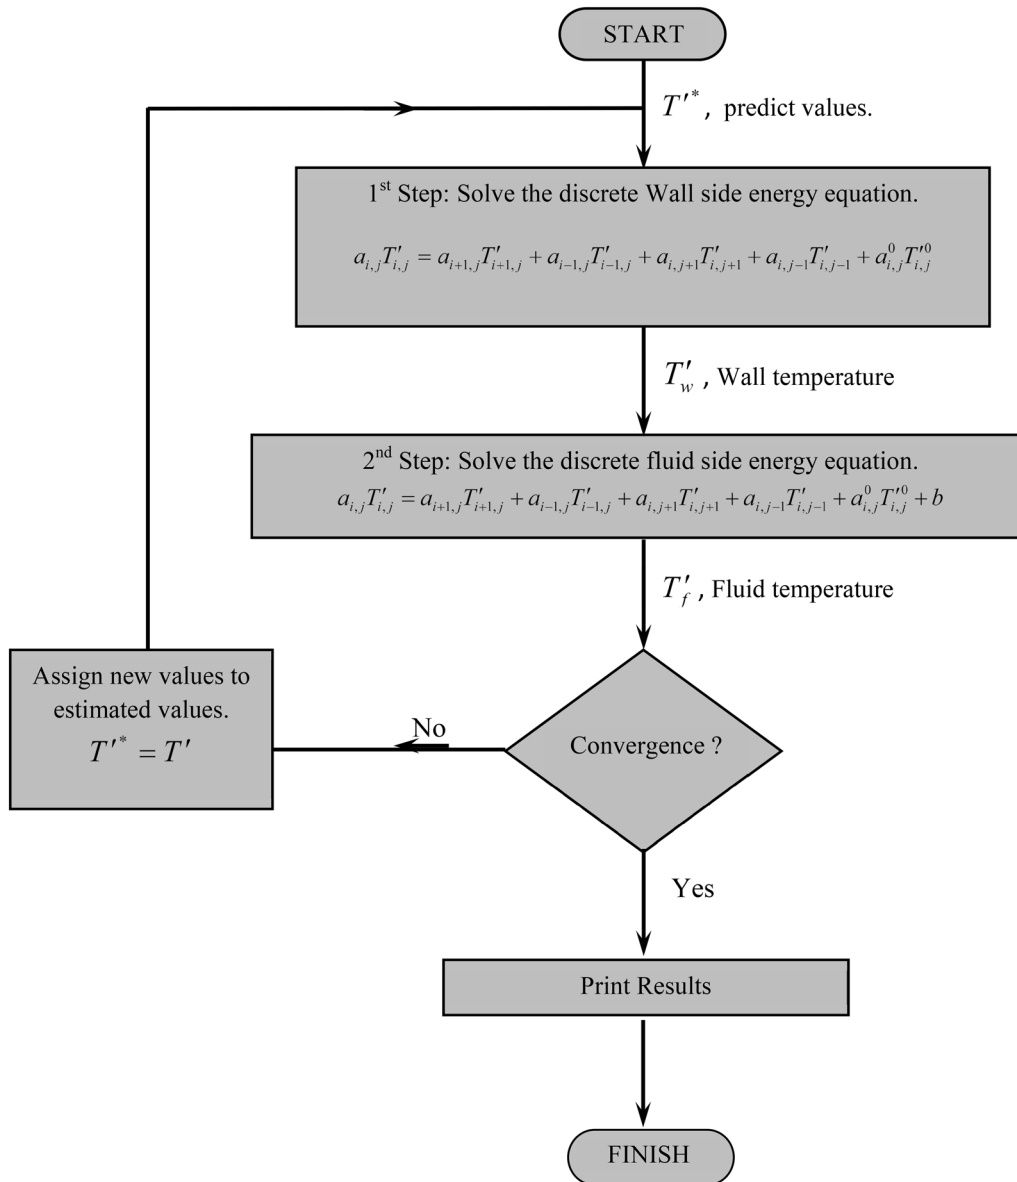 START
T′*, predict values.
1st Step: Solve the discrete Wall side energy equation.
a_{i,j}T′_{i,j} = a_{i+1,j}T′_{i+1,j} + a_{i−1,j}T′_{i−1,j} + a_{i,j+1}T′_{i,j+1} + a_{i,j−1}T′_{i,j−1} + a⁰_{i,j}T′⁰_{i,j}
T′_w, Wall temperature
2nd Step: Solve the discrete fluid side energy equation.
a_{i,j}T′_{i,j} = a_{i+1,j}T′_{i+1,j} + a_{i−1,j}T′_{i−1,j} + a_{i,j+1}T′_{i,j+1} + a_{i,j−1}T′_{i,j−1} + a⁰_{i,j}T′⁰_{i,j} + b
T′_f, Fluid temperature
Assign new values to
estimated values.
T′* = T′
No
Convergence ?
Yes
Print Results
FINISH